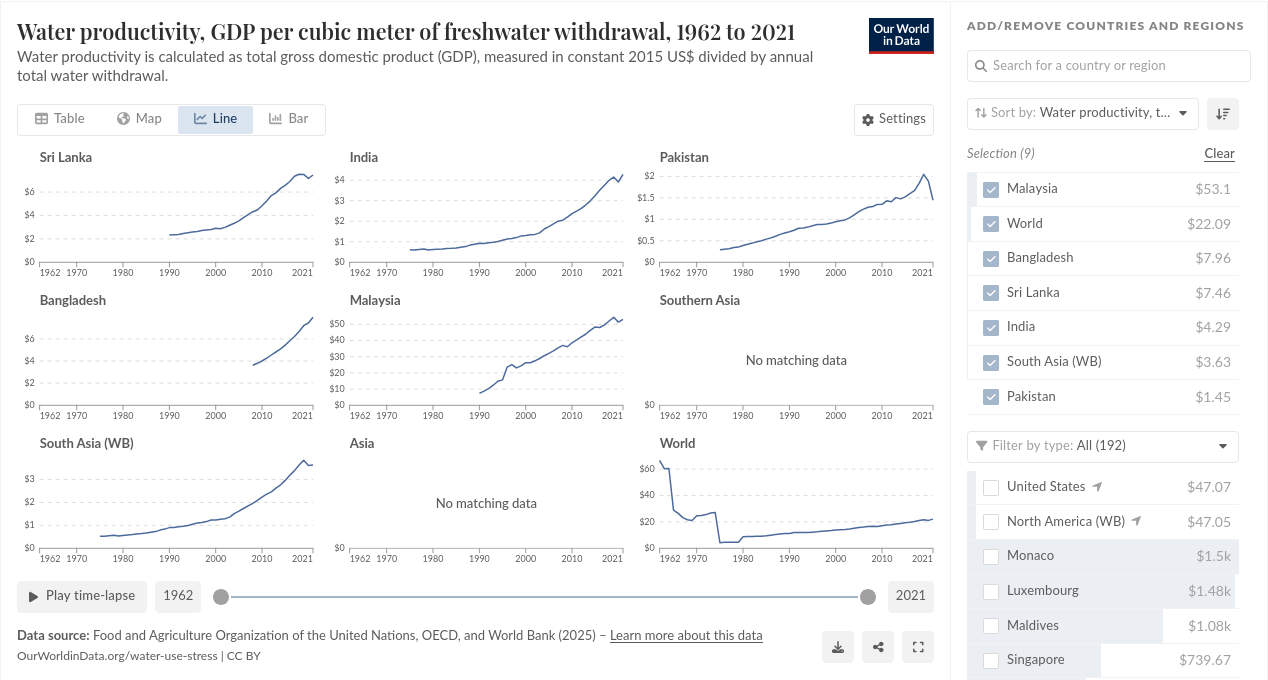 Water productivity, GDP per cubic meter of freshwater withdrawal, 1962 to 2021
Water productivity is calculated as total gross domestic product (GDP), measured in constant 2015 US$ divided by annual
total water withdrawal.
Our World
in Data
Table
Map
Line
Bar
Settings
Sri Lanka
$6
$4
$2
$0
1962 1970 1980 1990 2000 2010 2021
India
$4
$3
$2
$1
$0
1962 1970 1980 1990 2000 2010 2021
Pakistan
$2
$1.5
$1
$0.5
$0
1962 1970 1980 1990 2000 2010 2021
Bangladesh
$6
$4
$2
$0
1962 1970 1980 1990 2000 2010 2021
Malaysia
$50
$40
$30
$20
$10
$0
1962 1970 1980 1990 2000 2010 2021
Southern Asia
No matching data
$0
1962 1970 1980 1990 2000 2010 2021
South Asia (WB)
$3
$2
$1
$0
1962 1970 1980 1990 2000 2010 2021
Asia
No matching data
$0
1962 1970 1980 1990 2000 2010 2021
World
$60
$40
$20
$0
1962 1970 1980 1990 2000 2010 2021
Play time-lapse
1962
2021
Data source: Food and Agriculture Organization of the United Nations, OECD, and World Bank (2025) – Learn more about this data
OurWorldinData.org/water-use-stress | CC BY
ADD/REMOVE COUNTRIES AND REGIONS
Search for a country or region
Sort by: Water productivity, t...
Selection (9)
Clear
Malaysia $53.1
World $22.09
Bangladesh $7.96
Sri Lanka $7.46
India $4.29
South Asia (WB) $3.63
Pakistan $1.45
Filter by type: All (192)
United States $47.07
North America (WB) $47.05
Monaco $1.5k
Luxembourg $1.48k
Maldives $1.08k
Singapore $739.67